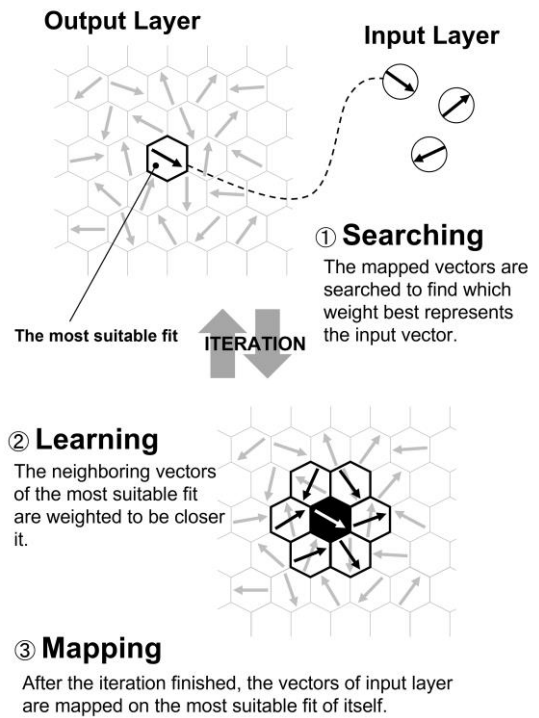 Output Layer
Input Layer
① Searching
The mapped vectors are
searched to find which
weight best represents
the input vector.
The most suitable fit
ITERATION
② Learning
The neighboring vectors
of the most suitable fit
are weighted to be closer
it.
③ Mapping
After the iteration finished, the vectors of input layer
are mapped on the most suitable fit of itself.